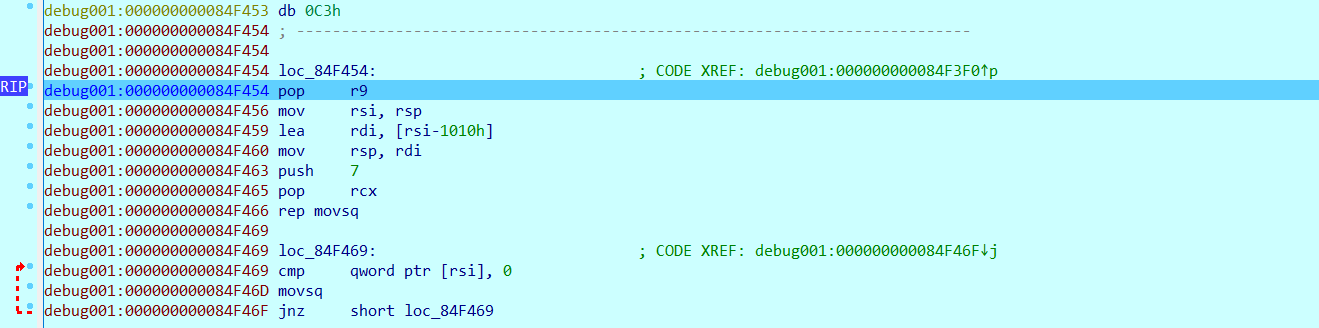 debug001:000000000084F453 db 0C3h
debug001:000000000084F454 ; ---------------------------------------------------------------------------
debug001:000000000084F454
debug001:000000000084F454 loc_84F454: ; CODE XREF: debug001:000000000084F3F0↑p
RIP debug001:000000000084F454 pop r9
debug001:000000000084F456 mov rsi, rsp
debug001:000000000084F459 lea rdi, [rsi-1010h]
debug001:000000000084F460 mov rsp, rdi
debug001:000000000084F463 push 7
debug001:000000000084F465 pop rcx
debug001:000000000084F466 rep movsq
debug001:000000000084F469
debug001:000000000084F469 loc_84F469: ; CODE XREF: debug001:000000000084F46F↓j
debug001:000000000084F469 cmp qword ptr [rsi], 0
debug001:000000000084F46D movsq
debug001:000000000084F46F jnz short loc_84F469